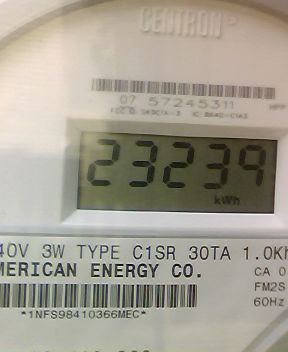 CENTRON
07 57245311
23239
kWh
40V 3W TYPE C1SR 30TA 1.0Kh
MERICAN ENERGY CO.
CA 0
FM2S
60Hz
*1NFS98410366MEC*